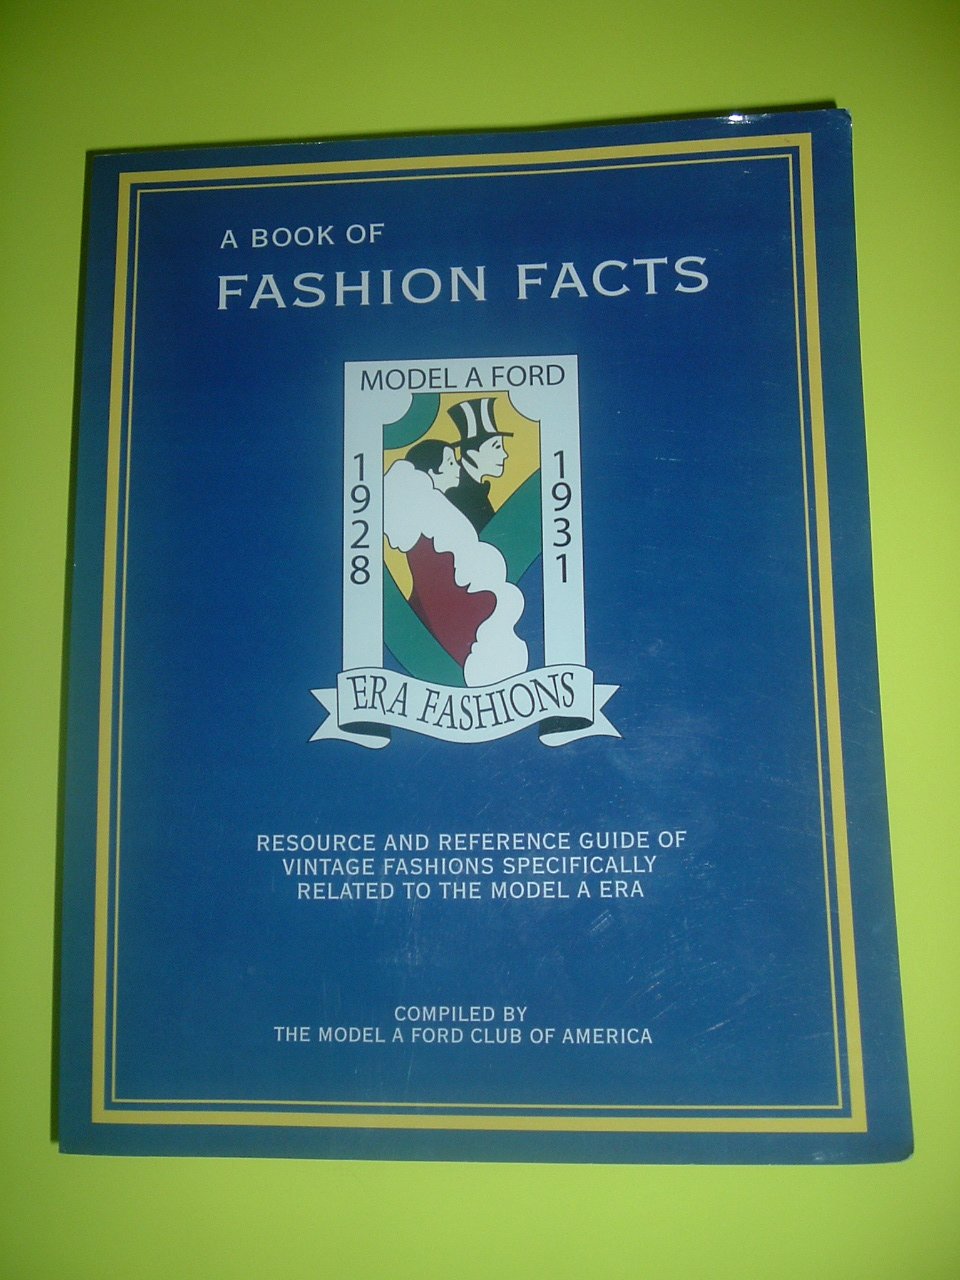 A BOOK OF
FASHION FACTS
MODEL A FORD
1928
1931
ERA FASHIONS
RESOURCE AND REFERENCE GUIDE OF
VINTAGE FASHIONS SPECIFICALLY
RELATED TO THE MODEL A ERA
COMPILED BY
THE MODEL A FORD CLUB OF AMERICA